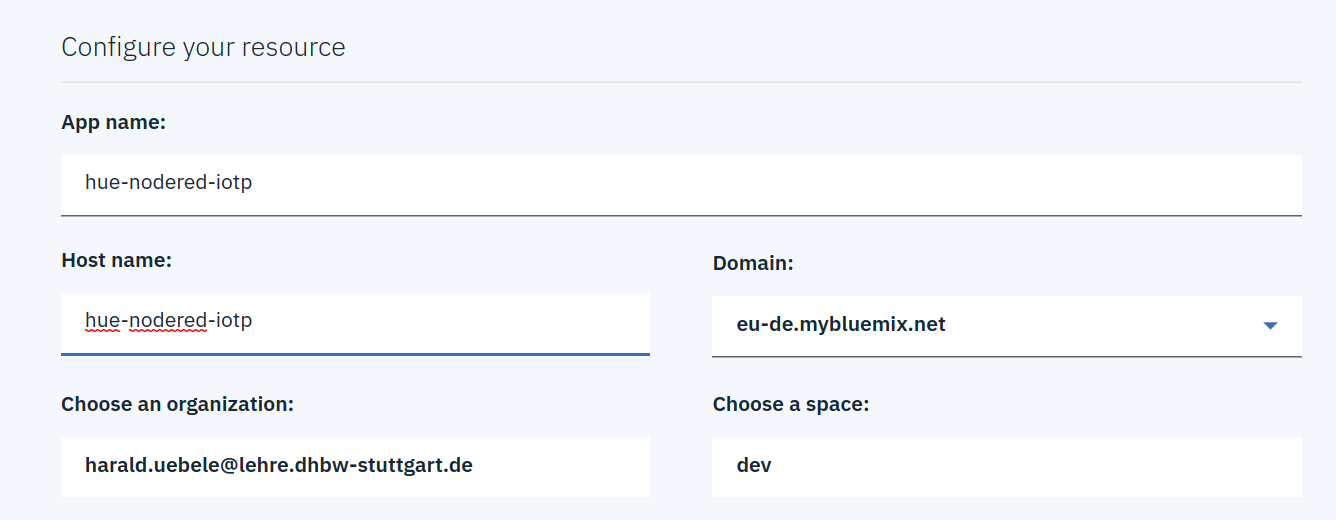 Configure your resource
App name:
hue-nodered-iotp
Host name:
Domain:
hue-nodered-iotp
eu-de.mybluemix.net
Choose an organization:
Choose a space:
harald.uebele@lehre.dhbw-stuttgart.de
dev